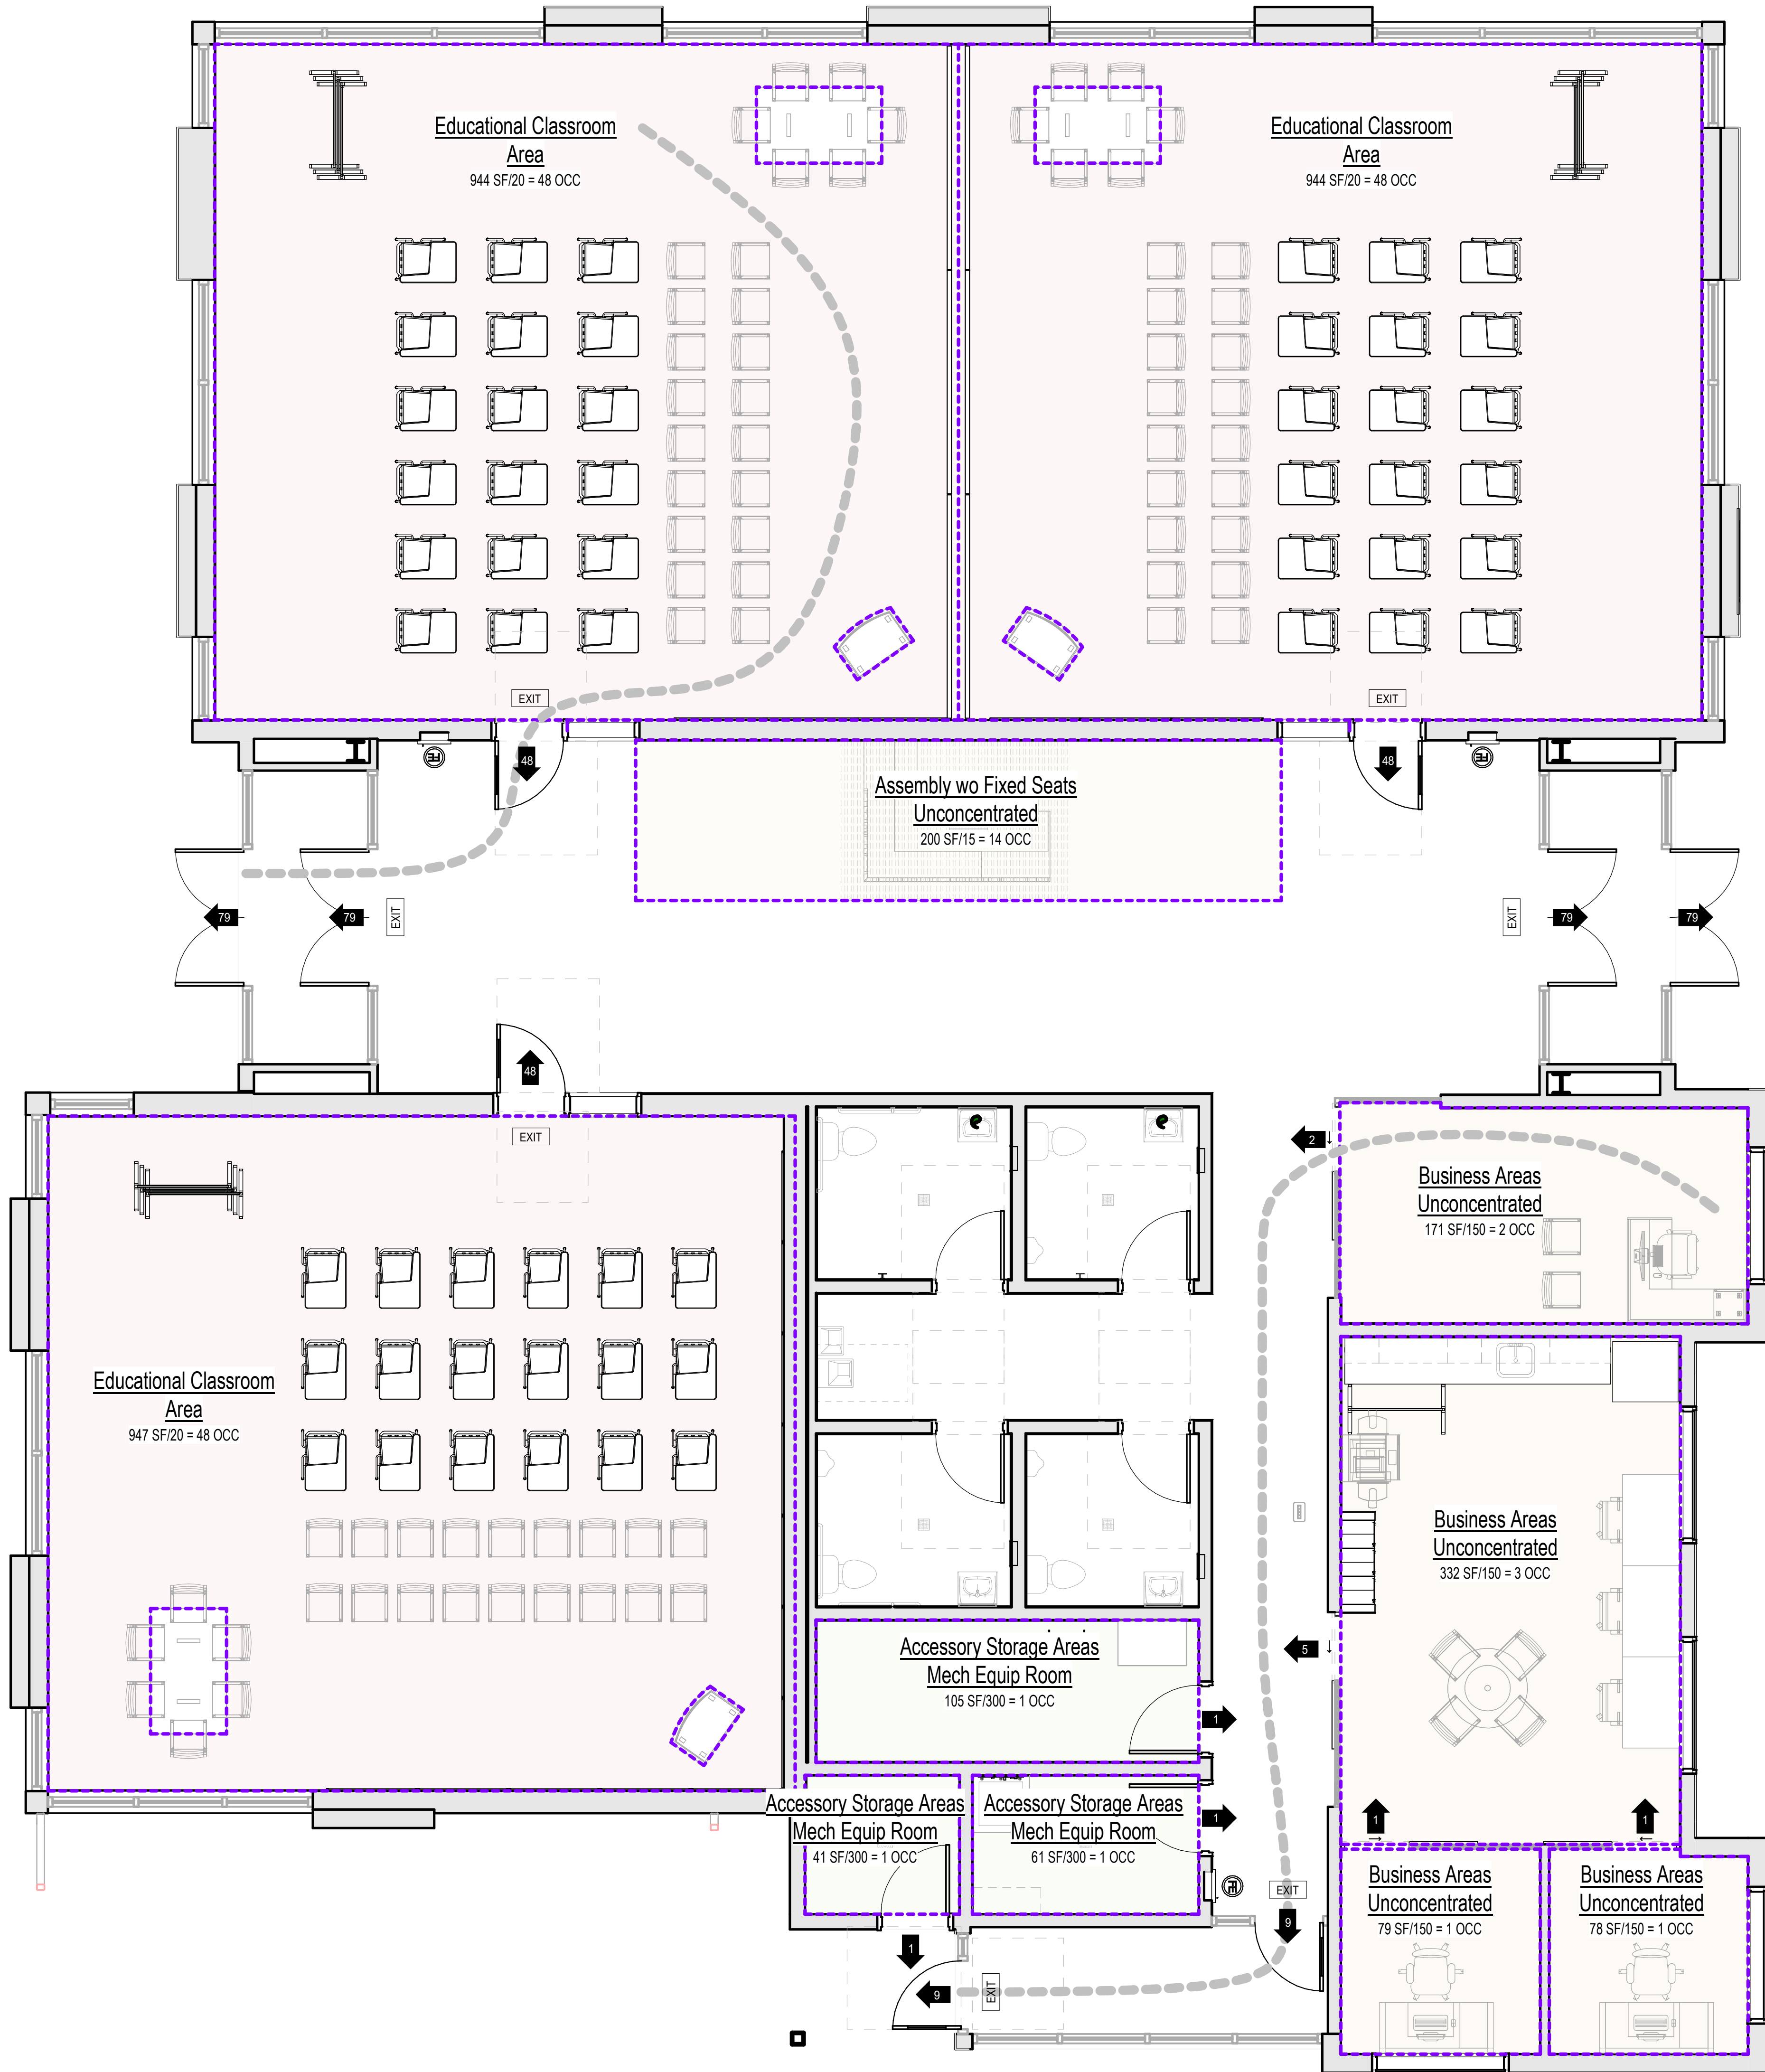 Educational Classroom
Area
944 SF/20 = 48 OCC
Educational Classroom
Area
944 SF/20 = 48 OCC
EXIT
EXIT
48
48
FE
FE
Assembly wo Fixed Seats
Unconcentrated
200 SF/15 = 14 OCC
79
79
EXIT
EXIT
79
79
48
EXIT
2
Business Areas
Unconcentrated
171 SF/150 = 2 OCC
Educational Classroom
Area
947 SF/20 = 48 OCC
Business Areas
Unconcentrated
332 SF/150 = 3 OCC
5
Accessory Storage Areas
Mech Equip Room
105 SF/300 = 1 OCC
1
Accessory Storage Areas
Mech Equip Room
41 SF/300 = 1 OCC
Accessory Storage Areas
Mech Equip Room
61 SF/300 = 1 OCC
1
1
1
FE
EXIT
Business Areas
Unconcentrated
79 SF/150 = 1 OCC
Business Areas
Unconcentrated
78 SF/150 = 1 OCC
9
1
9
EXIT